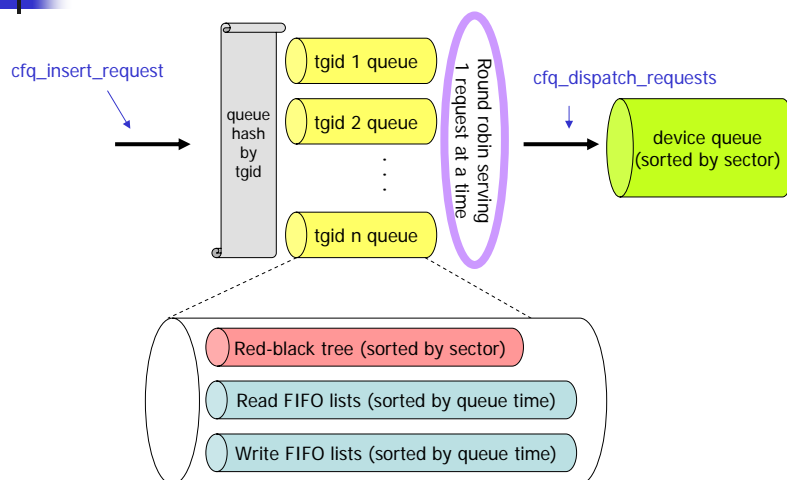 cfq_insert_request
queue
hash
by
tgid
tgid 1 queue
tgid 2 queue
.
.
.
tgid n queue
Round robin serving
1 request at a time
cfq_dispatch_requests
device queue
(sorted by sector)
Red-black tree (sorted by sector)
Read FIFO lists (sorted by queue time)
Write FIFO lists (sorted by queue time)